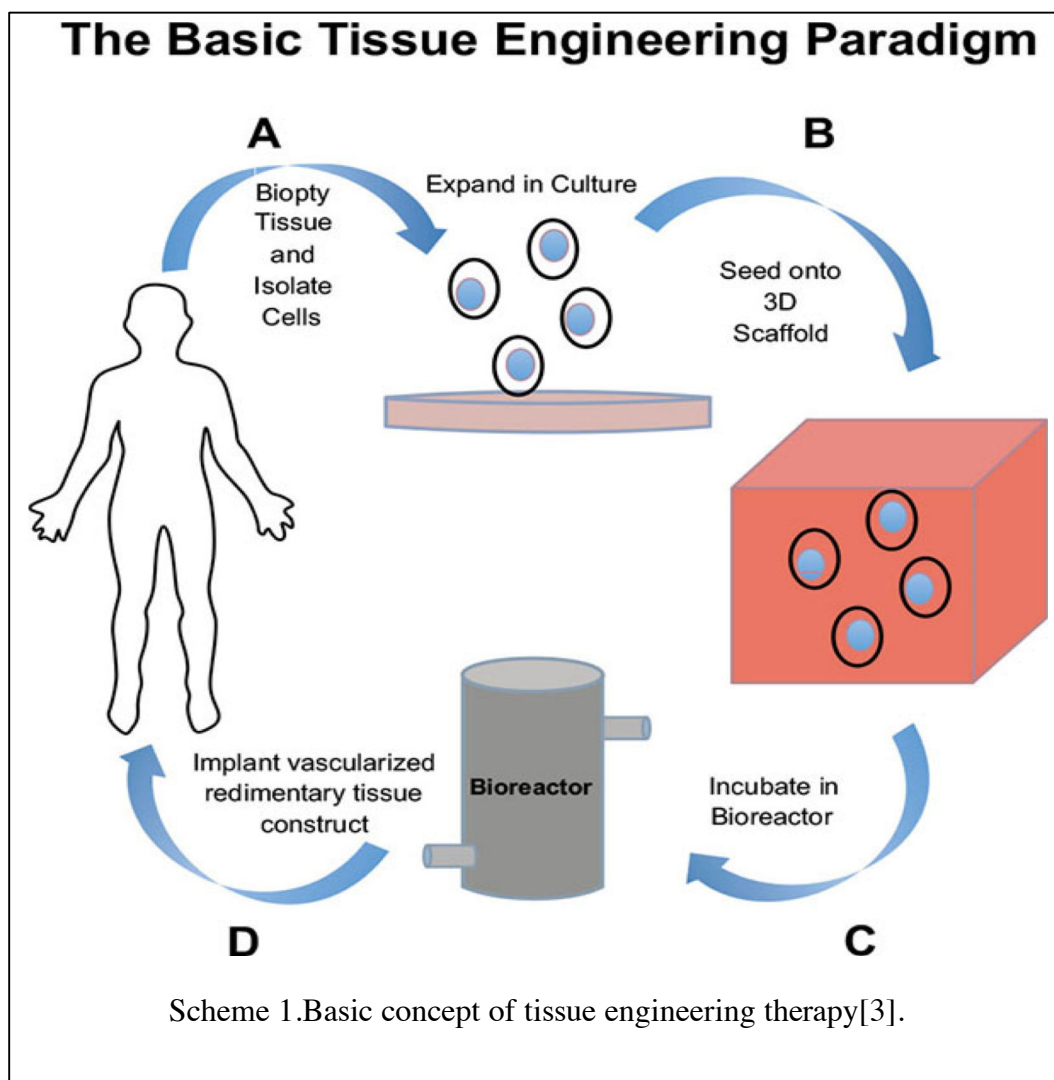 The Basic Tissue Engineering Paradigm
A
Biopty
Tissue
and
Isolate
Cells
Expand in Culture
B
Seed onto
3D
Scaffold
Incubate in
Bioreactor
C
Bioreactor
Implant vascularized
redimentary tissue
construct
D
Scheme 1.Basic concept of tissue engineering therapy[3].